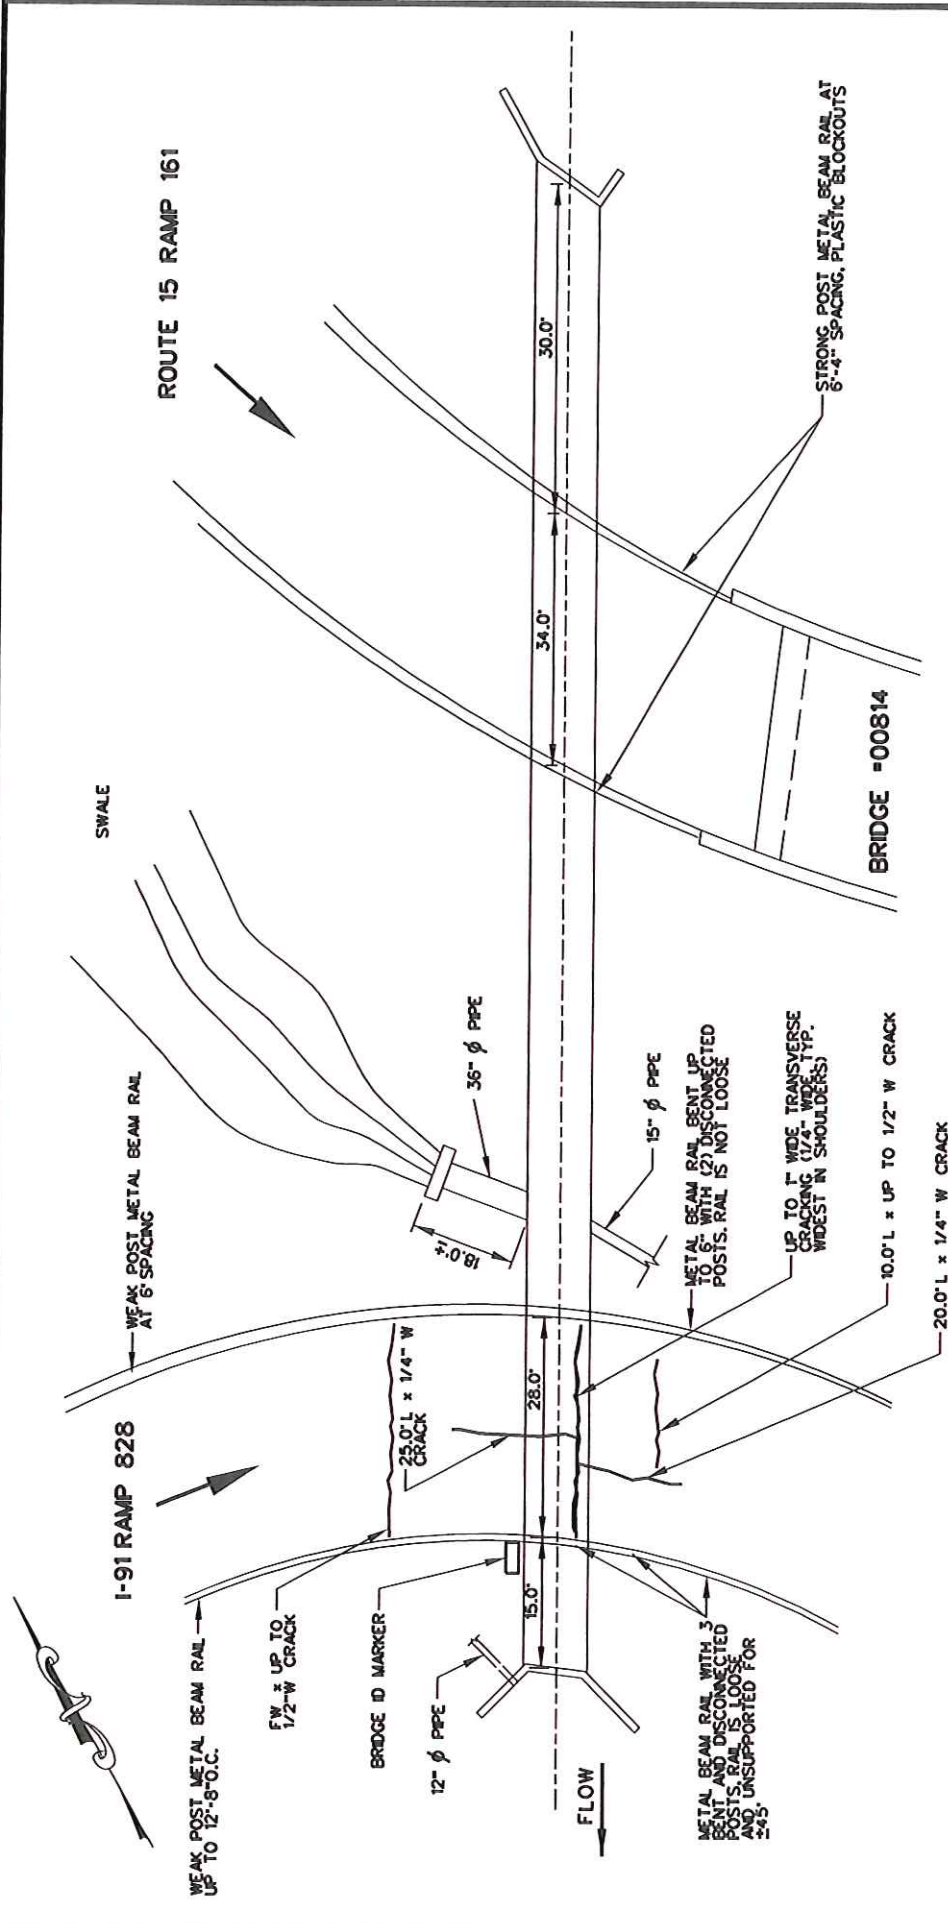 I-91 RAMP 828
ROUTE 15 RAMP 161
WEAK POST METAL BEAM RAIL
UP TO 12'-8"O.C.
WEAK POST METAL BEAM RAIL
AT 6' SPACING
SWALE
FW x UP TO
1/2"W CRACK
BRIDGE ID MARKER
12" ϕ PIPE
25.0'L x 1/4" W
CRACK
18.0'±
36" ϕ PIPE
15.0'
28.0'
34.0'
30.0'
FLOW
15" ϕ PIPE
METAL BEAM RAIL WITH 3
BENT AND DISCONNECTED
POSTS. RAIL IS LOOSE
AND UNSUPPORTED FOR
±45'
METAL BEAM RAIL BENT UP
TO 6" WITH (2) DISCONNECTED
POSTS. RAIL IS NOT LOOSE
UP TO 1" WIDE TRANSVERSE
CRACKING (1/4" WIDE TYP.
WIDEST IN SHOULDERS)
10.0'L x UP TO 1/2" W CRACK
20.0'L x 1/4" W CRACK
BRIDGE #00814
STRONG POST METAL BEAM RAIL AT
6'-4" SPACING, PLASTIC BLOCKOUTS